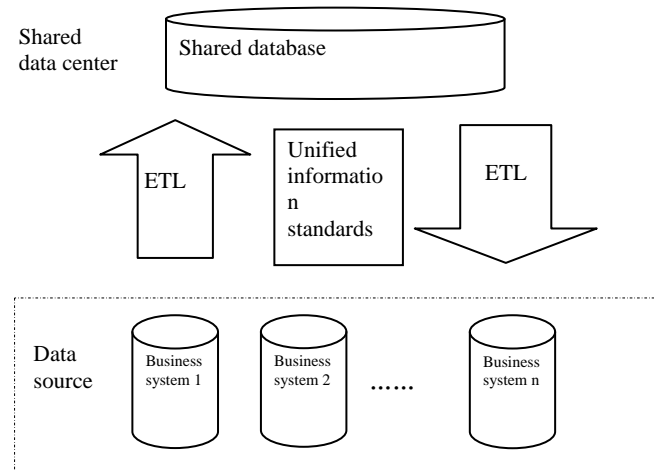 Shared
data center
Shared database
ETL
Unified
informatio
n
standards
ETL
Data
source
Business
system 1
Business
system 2
……
Business
system n